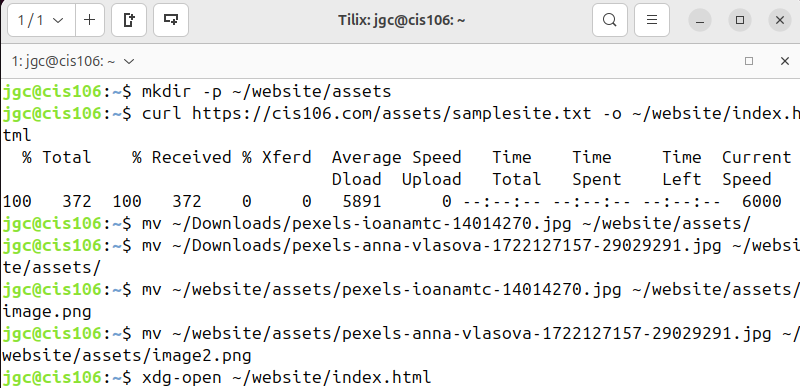 1 / 1
Tilix: jgc@cis106: ~
1: jgc@cis106: ~
jgc@cis106:~$ mkdir -p ~/website/assets
jgc@cis106:~$ curl https://cis106.com/assets/samplesite.txt -o ~/website/index.h
tml
  % Total    % Received % Xferd  Average Speed   Time    Time     Time  Current
                                 Dload  Upload   Total   Spent    Left  Speed
100   372  100   372    0     0   5891      0 --:--:-- --:--:-- --:--:--  6000
jgc@cis106:~$ mv ~/Downloads/pexels-ioanamtc-14014270.jpg ~/website/assets/
jgc@cis106:~$ mv ~/Downloads/pexels-anna-vlasova-1722127157-29029291.jpg ~/websi
te/assets/
jgc@cis106:~$ mv ~/website/assets/pexels-ioanamtc-14014270.jpg ~/website/assets/
image.png
jgc@cis106:~$ mv ~/website/assets/pexels-anna-vlasova-1722127157-29029291.jpg ~/
website/assets/image2.png
jgc@cis106:~$ xdg-open ~/website/index.html